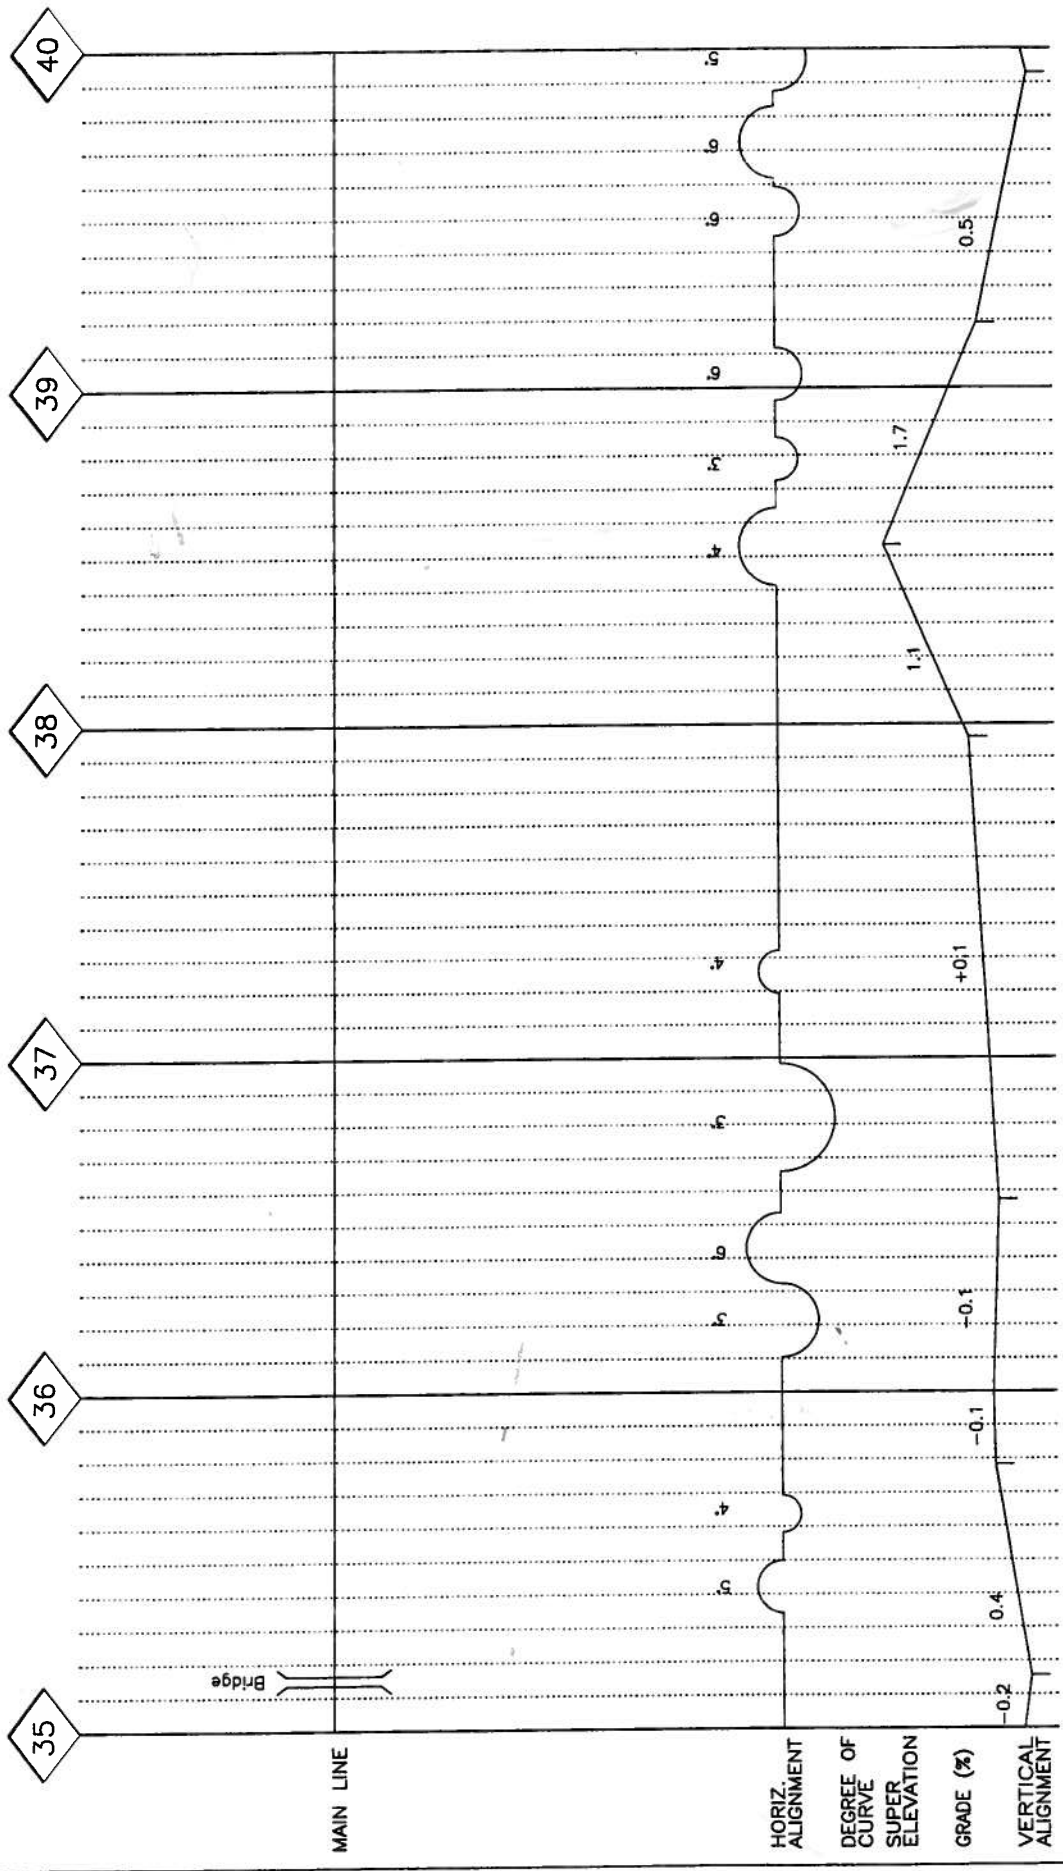 35
36
37
38
39
40
Bridge
MAIN LINE
HORIZ.
ALIGNMENT
5°
4°
3°
6°
3°
4°
4°
3°
6°
6°
6°
5°
DEGREE OF
CURVE
SUPER
ELEVATION
GRADE (%)
-0.2
0.4
-0.1
-0.1
+0.1
1.1
1.7
0.5
VERTICAL
ALIGNMENT